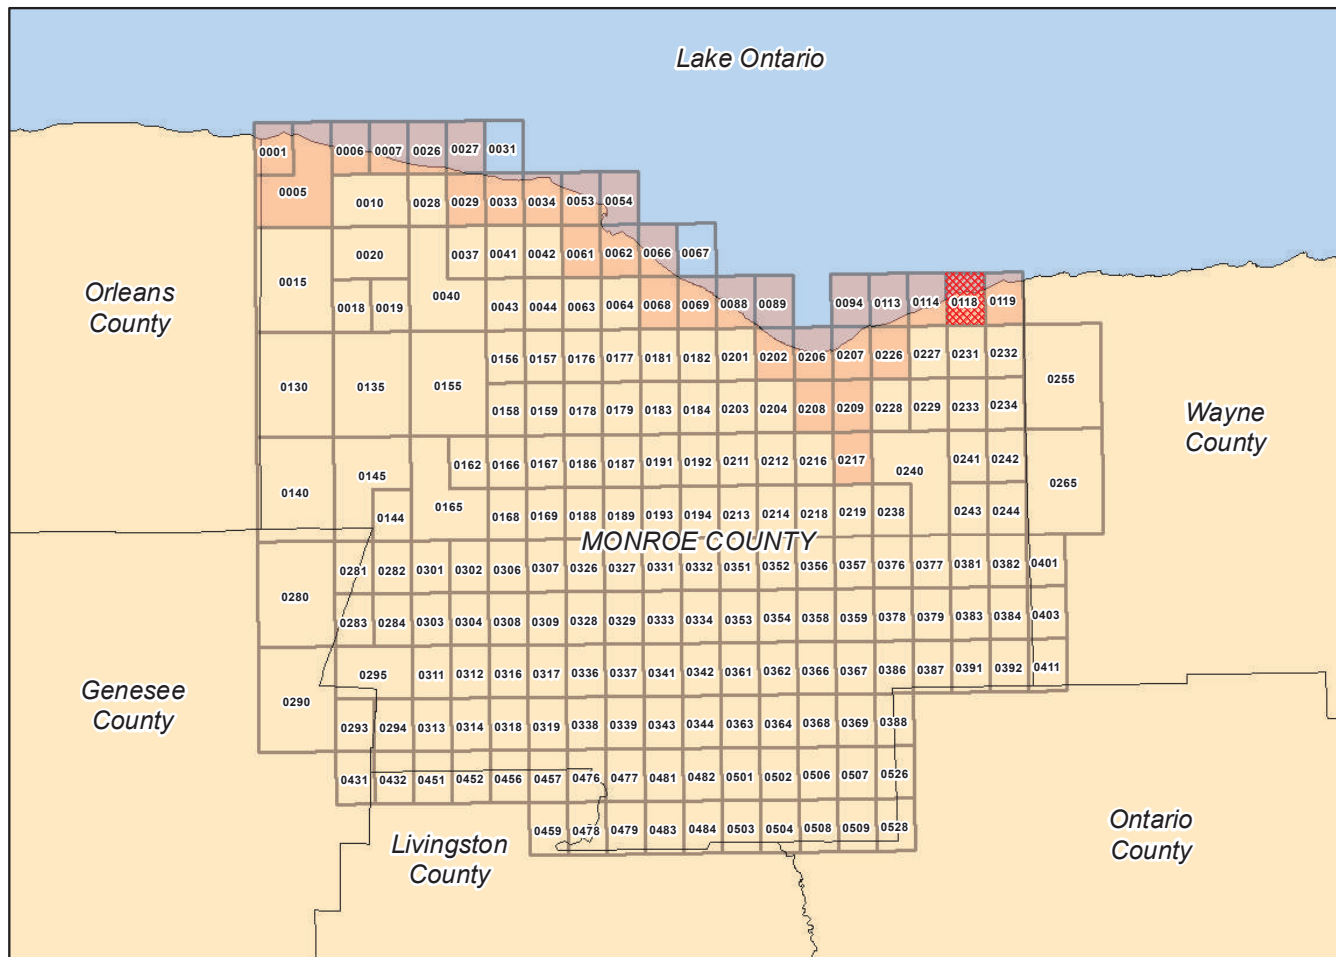 Lake Ontario
0001
0006 0007 0026 0027 0031
0005
0010 0028 0029 0033 0034 0053 0054
0015
0020 0037 0041 0042 0061 0062 0066 0067
0018 0019 0040 0043 0044 0063 0064 0068 0069 0088 0089 0094 0113 0114 0118 0119
Orleans
County
0130 0135 0155
0156 0157 0176 0177 0181 0182 0201 0202 0206 0207 0226 0227 0231 0232
0255
0158 0159 0178 0179 0183 0184 0203 0204 0208 0209 0228 0229 0233 0234
Wayne
County
0140 0145 0162 0166 0167 0186 0187 0191 0192 0211 0212 0216 0217 0240 0241 0242
0265
0144 0165 0168 0169 0188 0189 0193 0194 0213 0214 0218 0219 0238 0243 0244
MONROE COUNTY
0280
0281 0282 0301 0302 0306 0307 0326 0327 0331 0332 0351 0352 0356 0357 0376 0377 0381 0382 0401
0283 0284 0303 0304 0308 0309 0328 0329 0333 0334 0353 0354 0358 0359 0378 0379 0383 0384 0403
0290
0295 0311 0312 0316 0317 0336 0337 0341 0342 0361 0362 0366 0367 0386 0387 0391 0392 0411
Genesee
County
0293 0294 0313 0314 0318 0319 0338 0339 0343 0344 0363 0364 0368 0369 0388
0431 0432 0451 0452 0456 0457 0476 0477 0481 0482 0501 0502 0506 0507 0526
0459 0478 0479 0483 0484 0503 0504 0508 0509 0528
Livingston
County
Ontario
County